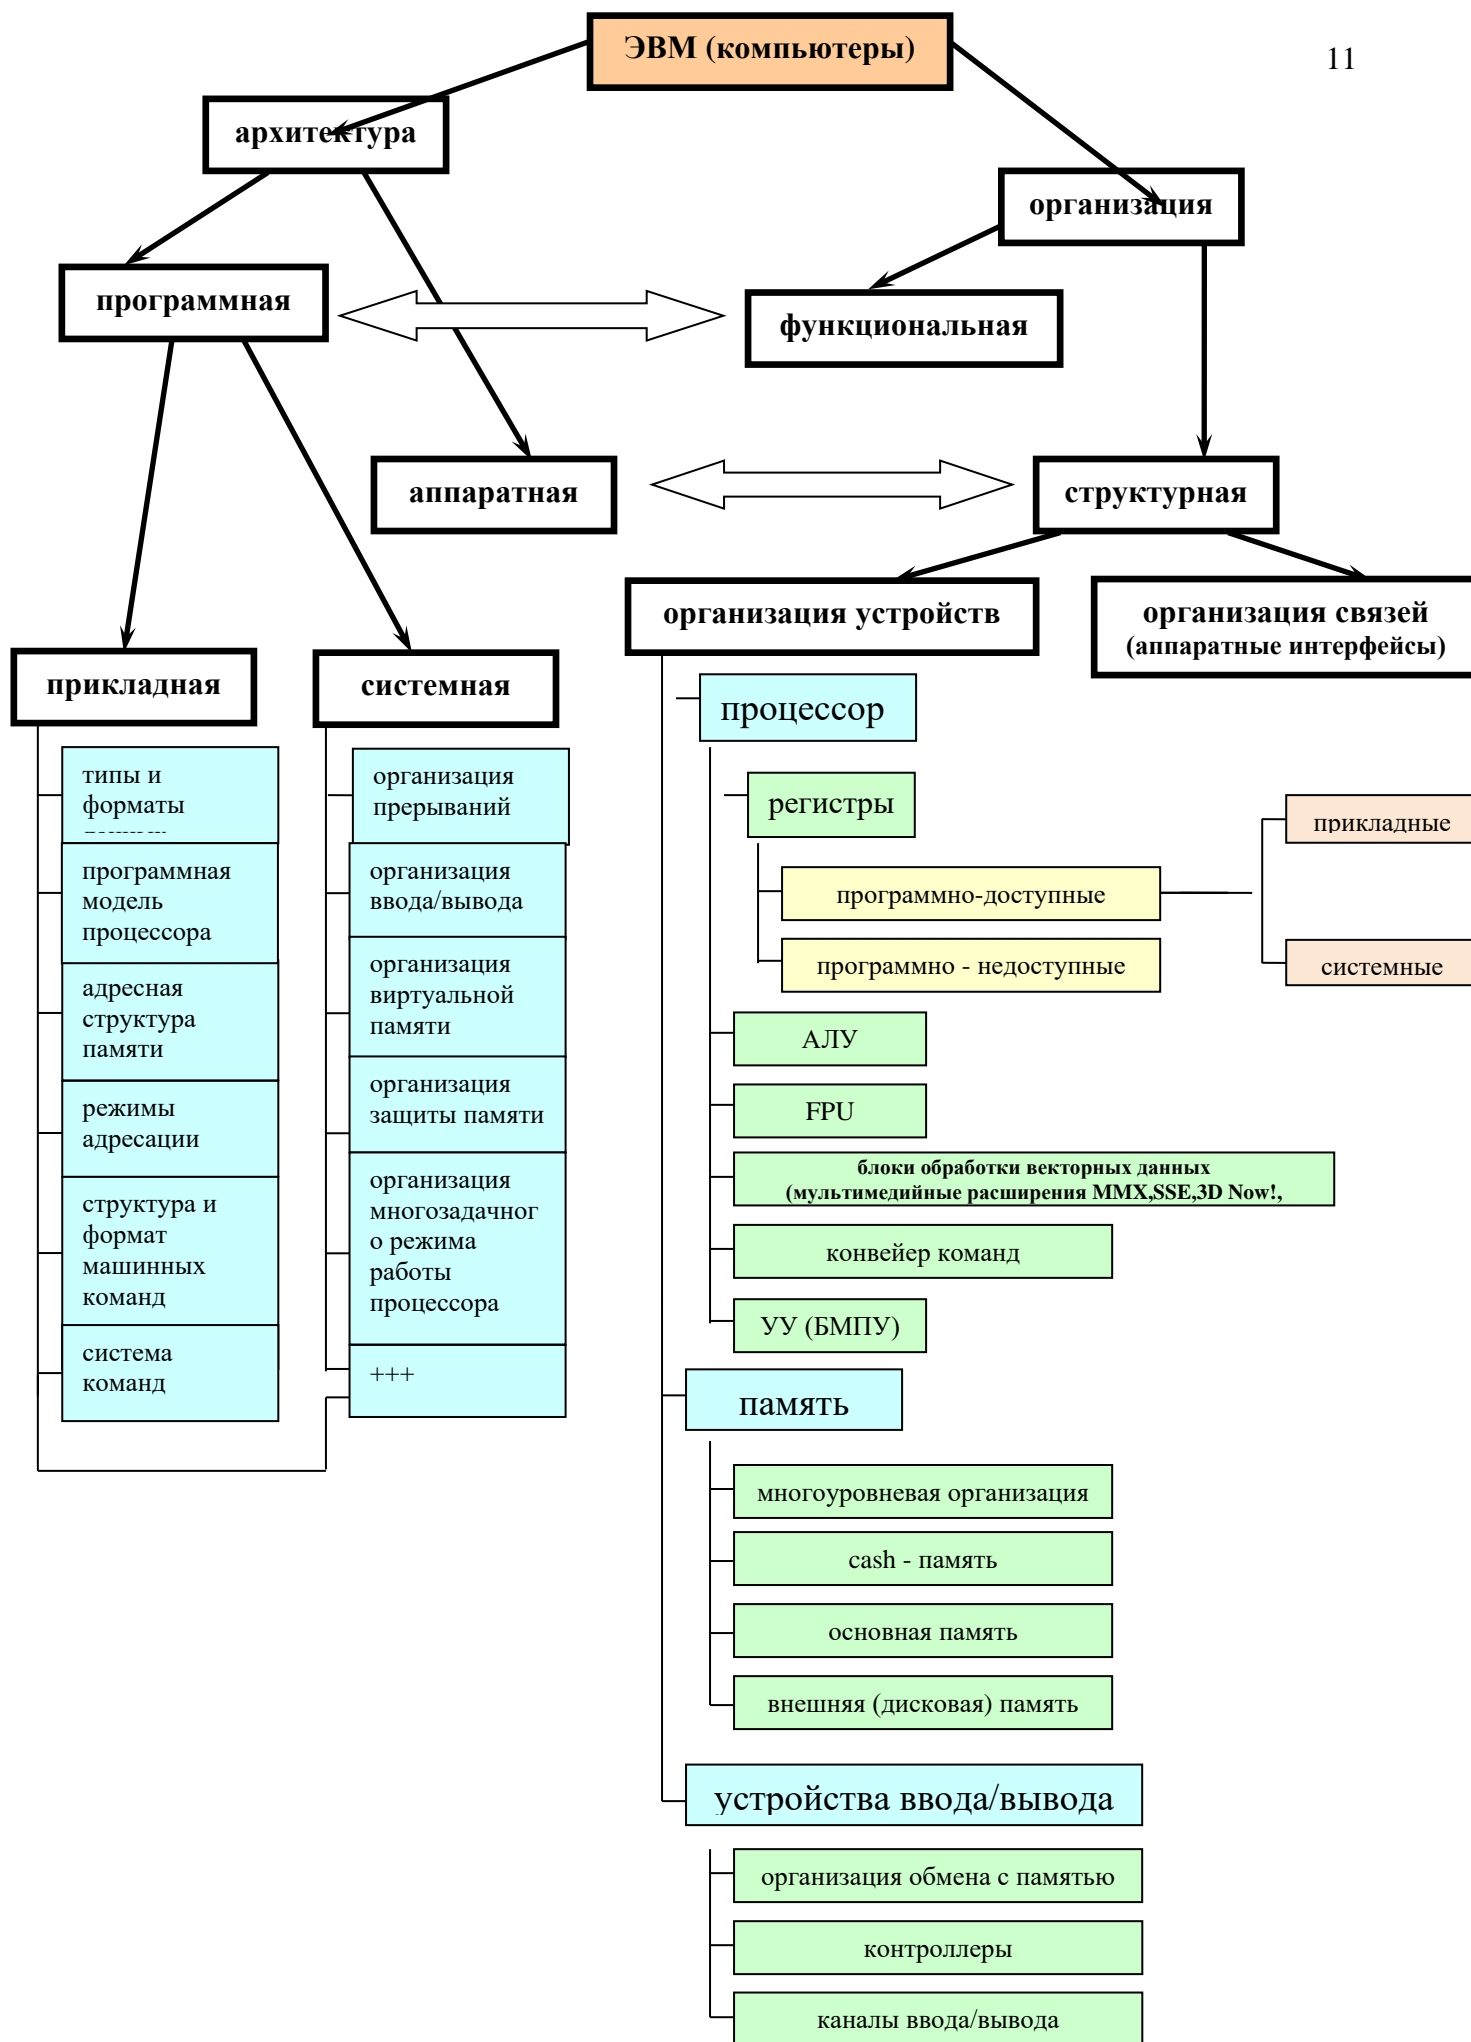 ЭВМ (компьютеры)
11
архитектура
организация
программная
функциональная
аппаратная
структурная
организация устройств
организация связей
(аппаратные интерфейсы)
прикладная
системная
типы и
форматы
программная
модель
процессора
адресная
структура
памяти
режимы
адресации
структура и
формат
машинных
команд
система
команд
организация
прерываний
организация
ввода/вывода
организация
виртуальной
памяти
организация
защиты памяти
организация
многозадачног
о режима
работы
процессора
+++
процессор
регистры
программно-доступные
программно - недоступные
прикладные
системные
АЛУ
FPU
блоки обработки векторных данных
(мультимедийные расширения MMX,SSE,3D Now!,
конвейер команд
УУ (БМПУ)
память
многоуровневая организация
cash - память
основная память
внешняя (дисковая) память
устройства ввода/вывода
организация обмена с памятью
контроллеры
каналы ввода/вывода